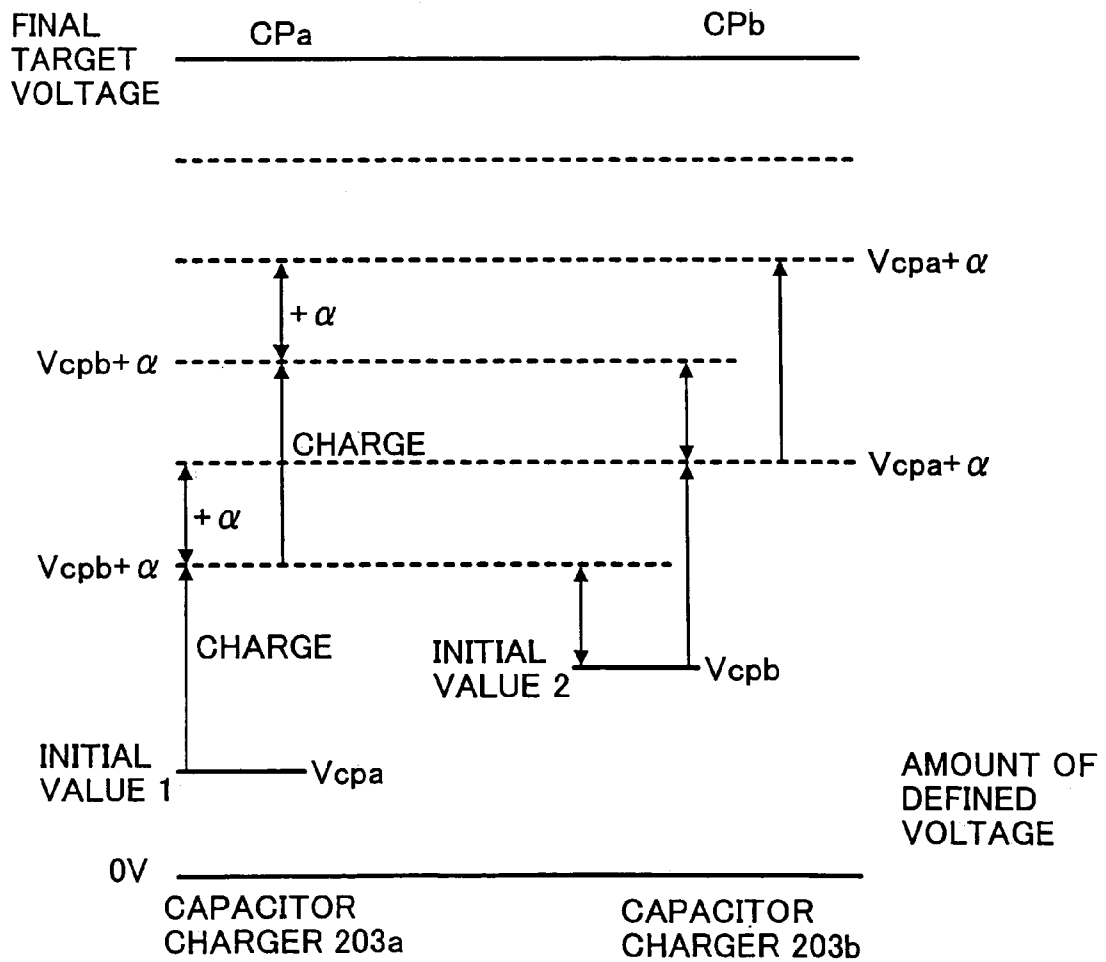 FINAL
TARGET
VOLTAGE
CPa
CPb
Vcpa+α
+α
Vcpb+α
CHARGE
Vcpa+α
+α
Vcpb+α
CHARGE
INITIAL
VALUE 2
Vcpb
INITIAL
VALUE 1
Vcpa
AMOUNT OF
DEFINED
VOLTAGE
0V
CAPACITOR
CHARGER 203a
CAPACITOR
CHARGER 203b